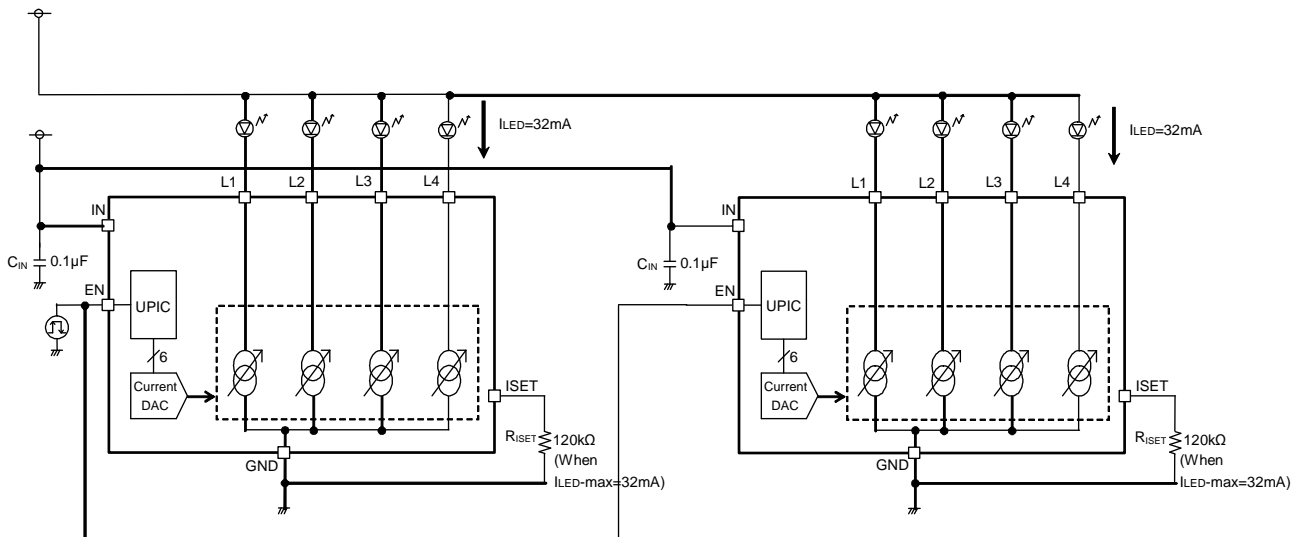 ILED=32mA
ILED=32mA
L1 L2 L3 L4
L1 L2 L3 L4
IN
IN
CIN 0.1µF
CIN 0.1µF
EN
EN
UPIC
UPIC
6
6
Current
DAC
Current
DAC
ISET
ISET
RISET 120kΩ
(When
ILED-max=32mA)
RISET 120kΩ
(When
ILED-max=32mA)
GND
GND